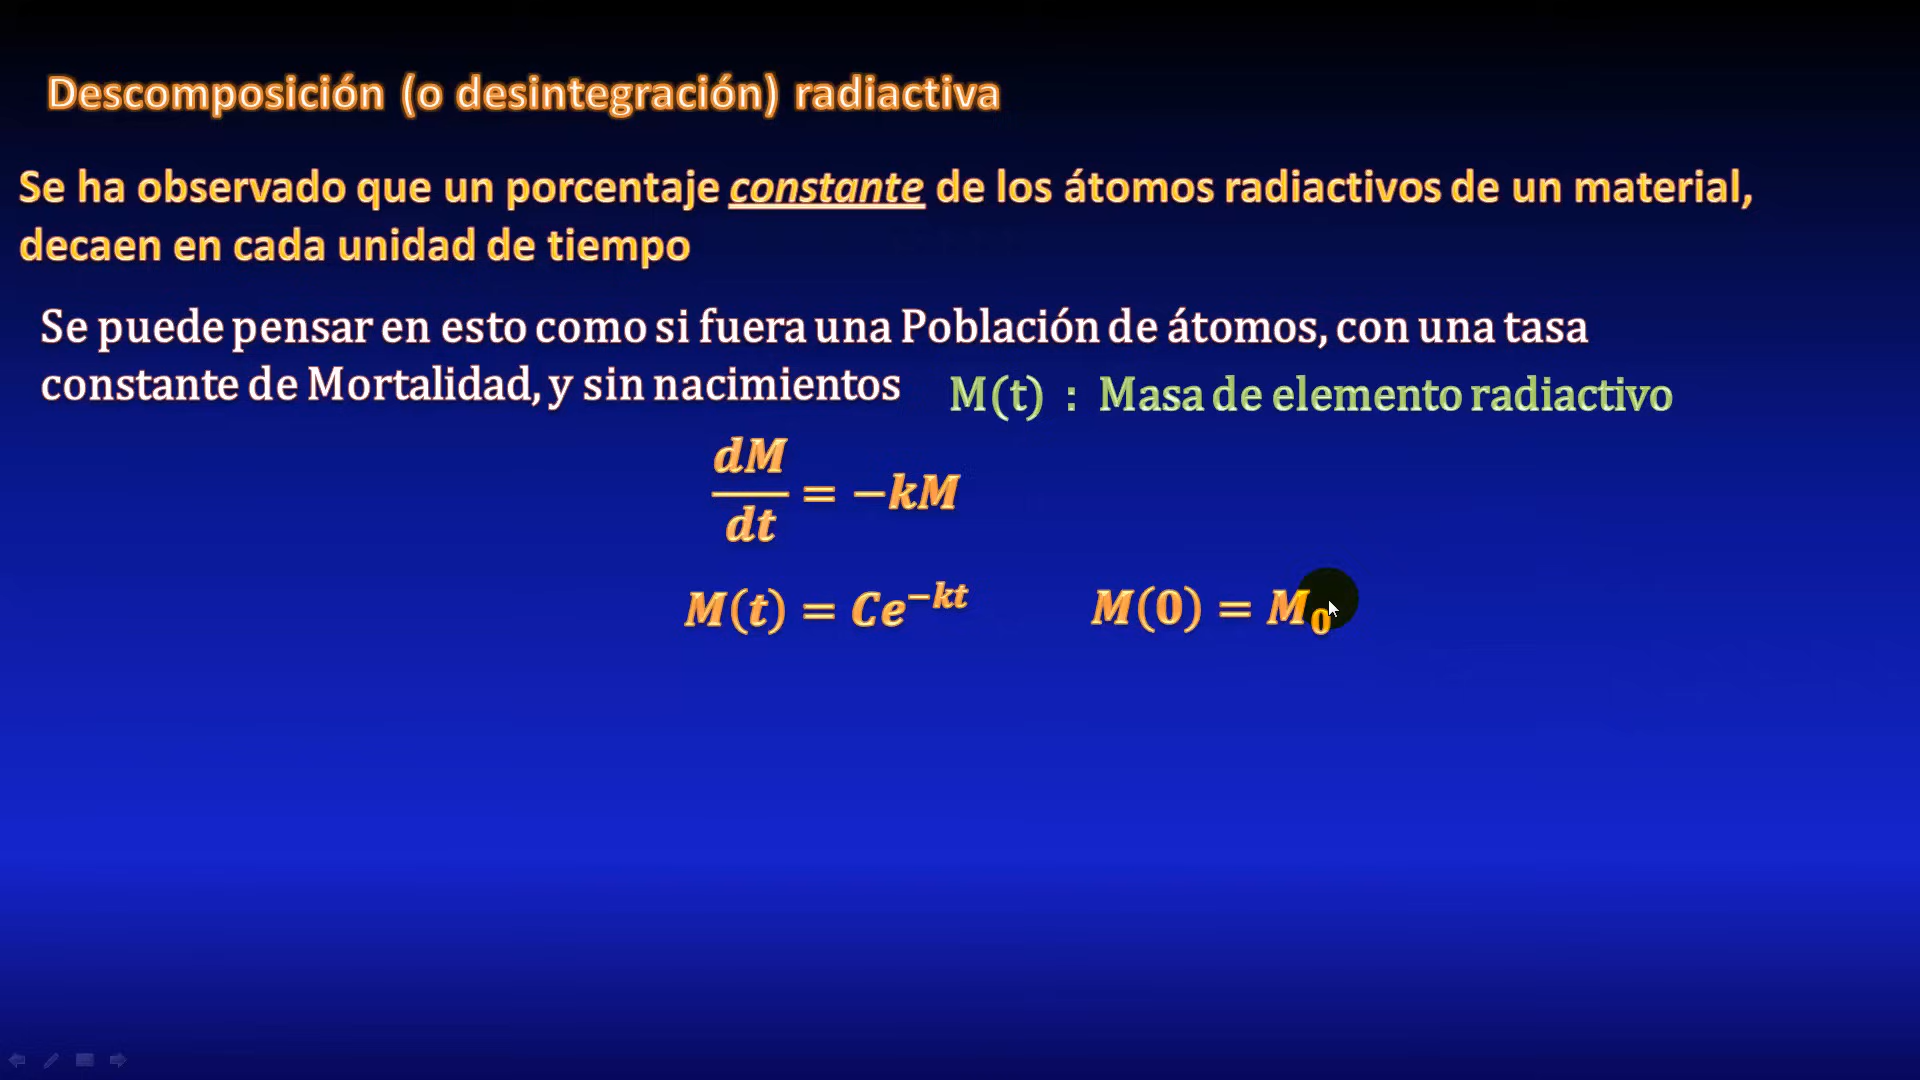 Descomposición (o desintegración) radiactiva
Se ha observado que un porcentaje constante de los átomos radiactivos de un material,
decaen en cada unidad de tiempo
Se puede pensar en esto como si fuera una Población de átomos, con una tasa
constante de Mortalidad, y sin nacimientos
M(t) : Masa de elemento radiactivo
dM/dt = −kM
M(t) = Ce^{−kt}
M(0) = M₀